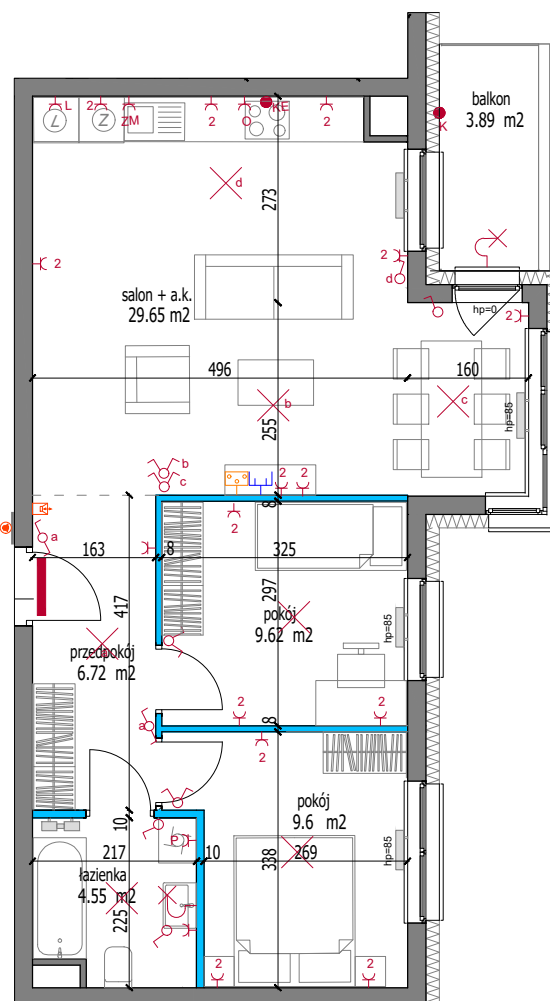 balkon
3.89 m2
K
L
2
ZM
2
O
KE
2
L
Z
d
273
2
2
d
salon + a.k.
29.65 m2
hp=0
2
496
160
b
c
255
hp=85
b
c
2
2
8
2
a
163
8
325
297
417
pokój
9.62 m2
hp=85
przedpokój
6.72 m2
2
2
8
a
2
pokój
9.6 m2
10
P
217
10
338
269
hp=85
łazienka
4.55 m2
225
2
2